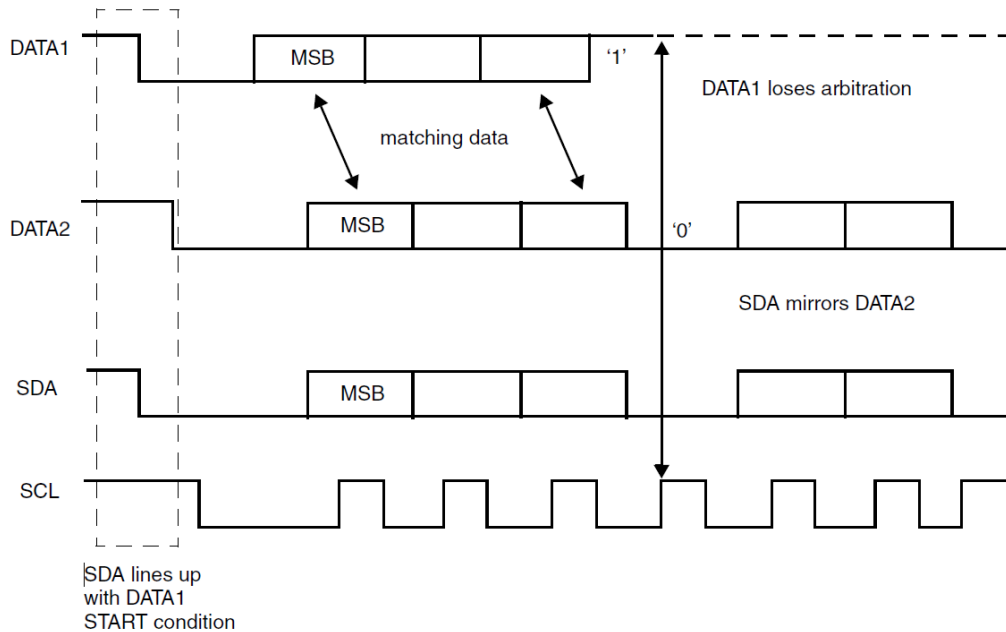 DATA1
MSB
‘1’
DATA1 loses arbitration
matching data
DATA2
MSB
‘0’
SDA mirrors DATA2
SDA
MSB
SCL
SDA lines up
with DATA1
START condition